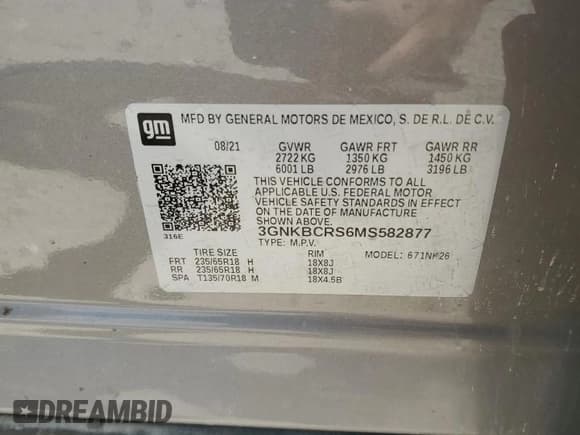 gm MFD BY GENERAL MOTORS DE MEXICO, S. DE R.L. DE C.V.
08/21 GVWR GAWR FRT GAWR RR
2722 KG 1350 KG 1450 KG
6001 LB 2976 LB 3196 LB
THIS VEHICLE CONFORMS TO ALL
APPLICABLE U.S. FEDERAL MOTOR
VEHICLE SAFETY STANDARDS IN EFFECT
ON THE DATE OF MANUFACTURE
SHOWN ABOVE.
3GNKBCRS6MS582877
316E TYPE: M.P.V.
TIRE SIZE RIM MODEL: 671NK26
FRT 235/65R18 H 18X8J
RR 235/65R18 H 18X8J
SPA T135/70R18 M 18X4.5B
DREAMBID